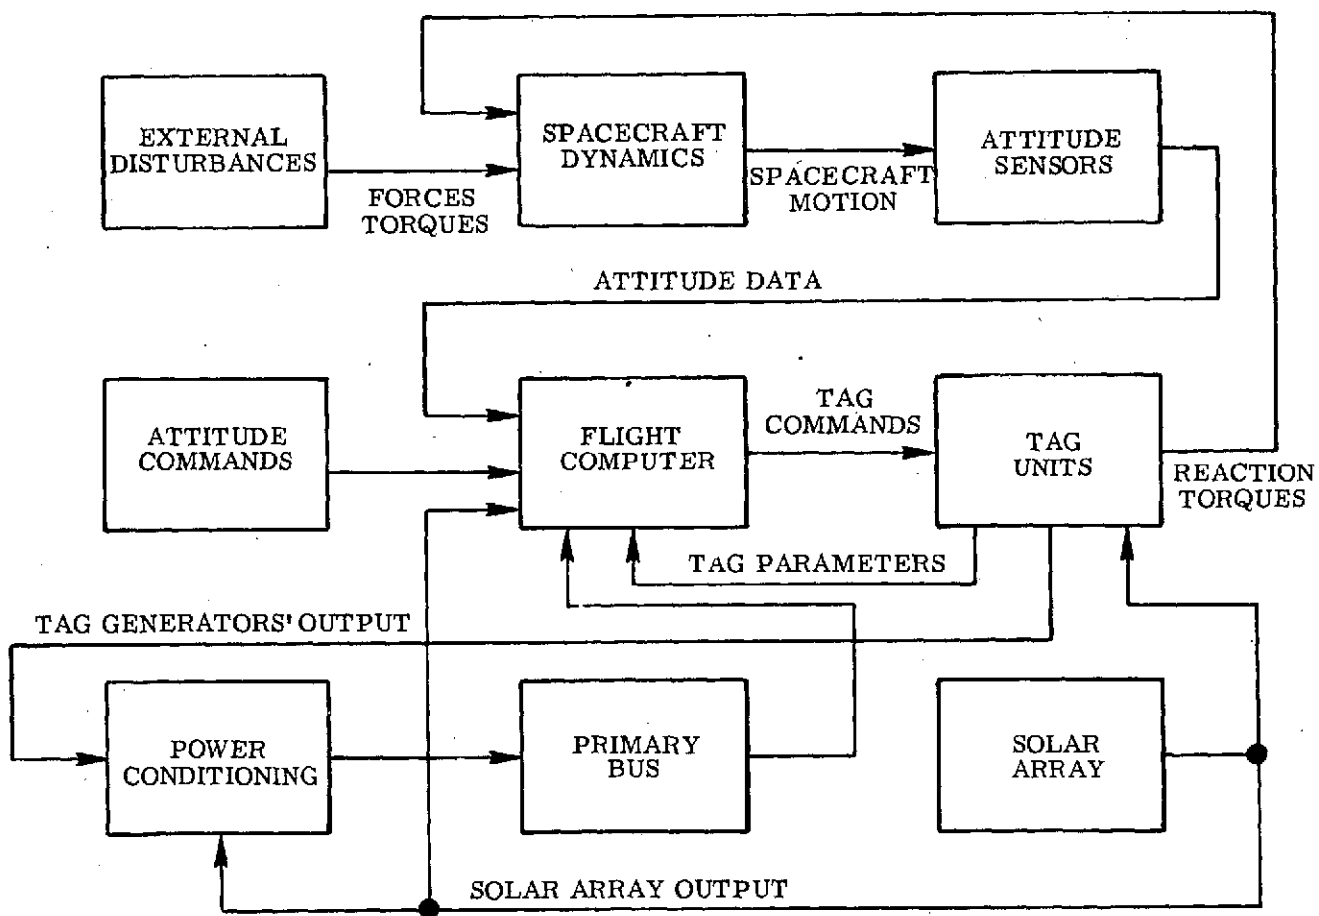 EXTERNAL
DISTURBANCES
FORCES
TORQUES
SPACECRAFT
DYNAMICS
SPACECRAFT
MOTION
ATTITUDE
SENSORS
ATTITUDE DATA
ATTITUDE
COMMANDS
FLIGHT
COMPUTER
TAG
COMMANDS
TAG
UNITS
REACTION
TORQUES
TAG PARAMETERS
TAG GENERATORS' OUTPUT
POWER
CONDITIONING
PRIMARY
BUS
SOLAR
ARRAY
SOLAR ARRAY OUTPUT